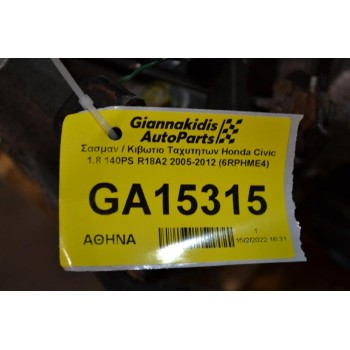 Giannakidis
AutoParts
Σασμαν / Κιβωτιο Ταχυτητων Honda Civic
1.8 140PS R18A2 2005-2012 (6RPHME4)
GA15315
ΑΘΗΝΑ
1
15/2/2022 16:31